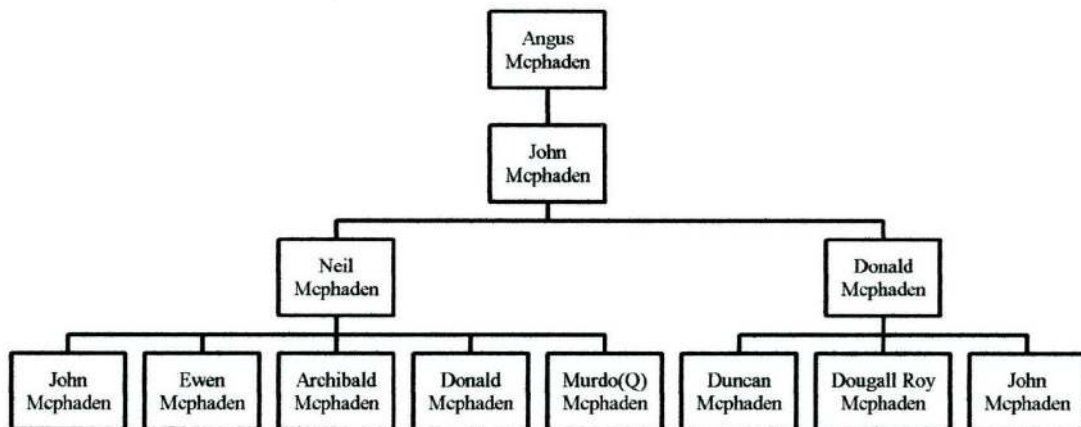 Angus
Mcphaden
John
Mcphaden
Neil
Mcphaden
Donald
Mcphaden
John
Mcphaden
Ewen
Mcphaden
Archibald
Mcphaden
Donald
Mcphaden
Murdo(Q)
Mcphaden
Duncan
Mcphaden
Dougall Roy
Mcphaden
John
Mcphaden